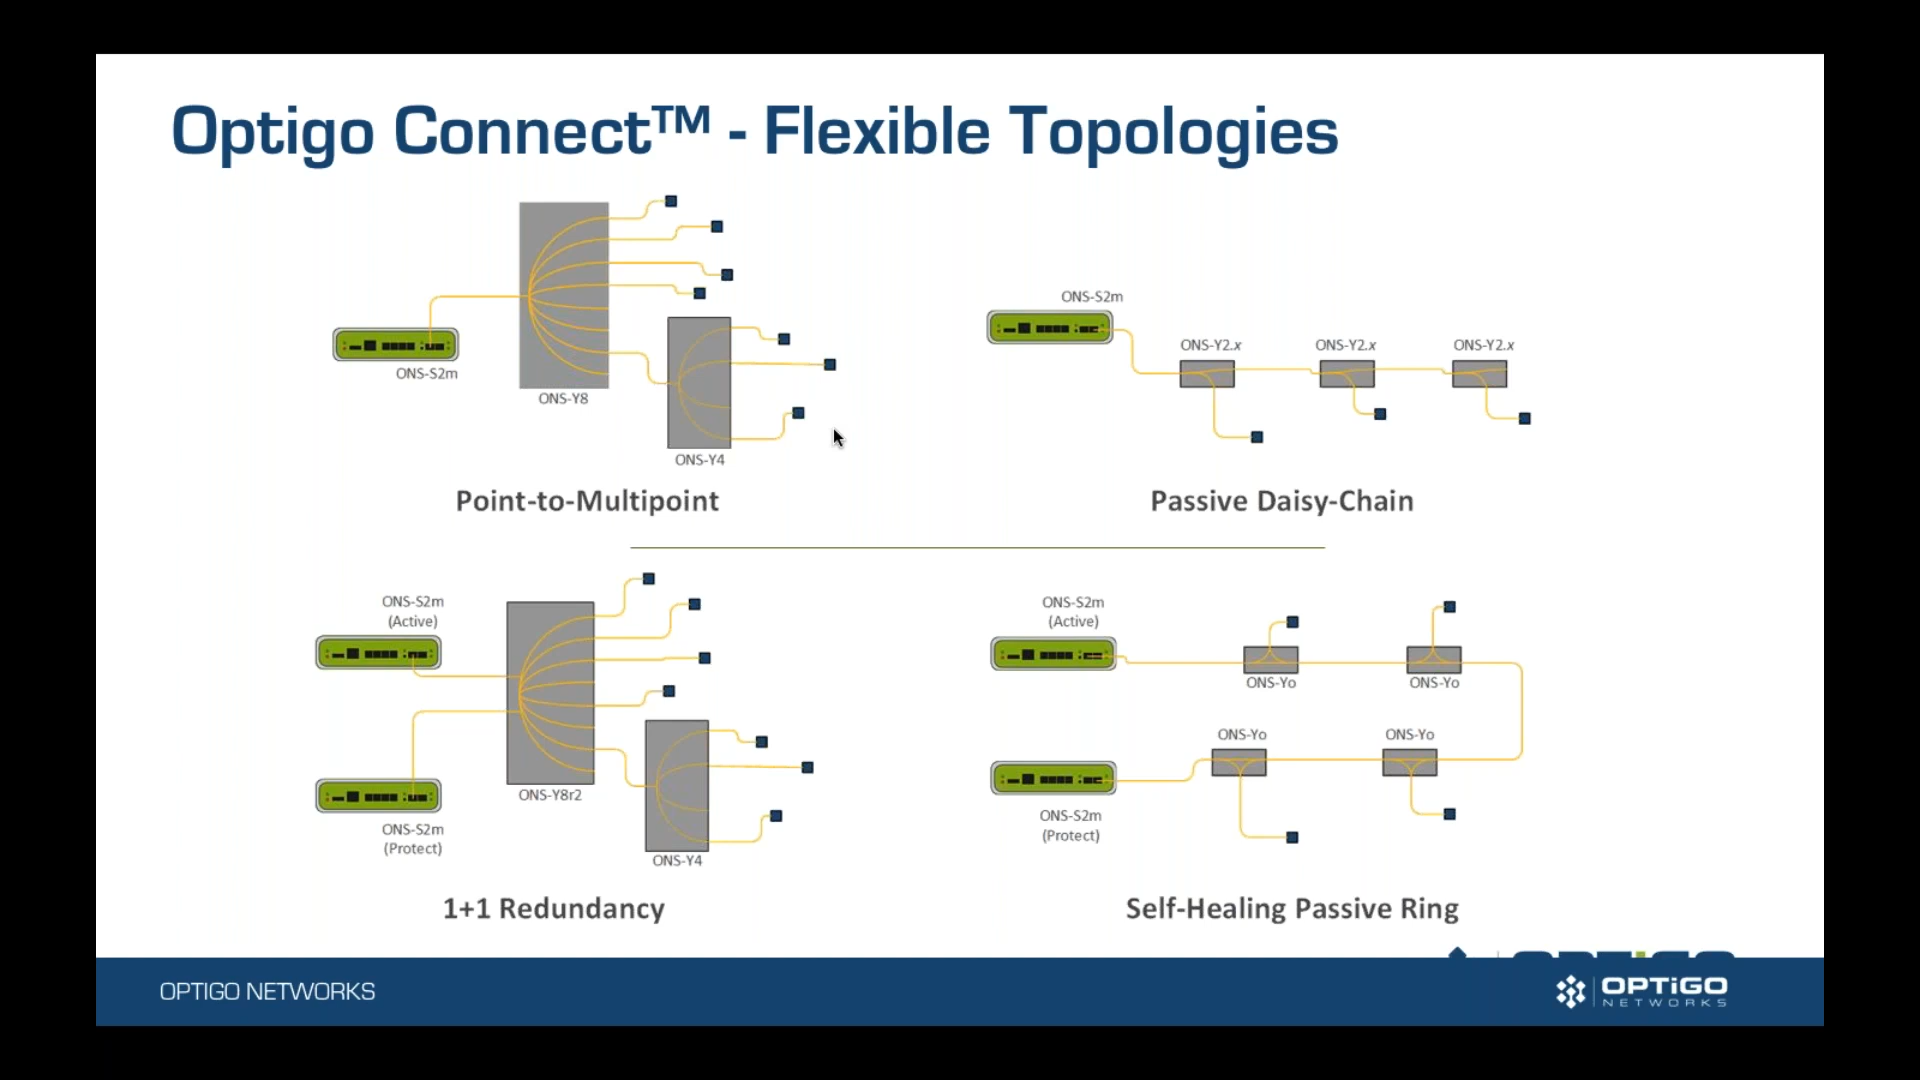 Optigo Connect™ - Flexible Topologies
ONS-S2m
ONS-Y8
ONS-Y4
Point-to-Multipoint
ONS-S2m
ONS-Y2.x
ONS-Y2.x
ONS-Y2.x
Passive Daisy-Chain
ONS-S2m
(Active)
ONS-S2m
(Protect)
ONS-Y8r2
ONS-Y4
1+1 Redundancy
ONS-S2m
(Active)
ONS-Yo
ONS-Yo
ONS-Yo
ONS-Yo
ONS-S2m
(Protect)
Self-Healing Passive Ring
OPTIGO NETWORKS
OPTiGO
NETWORKS